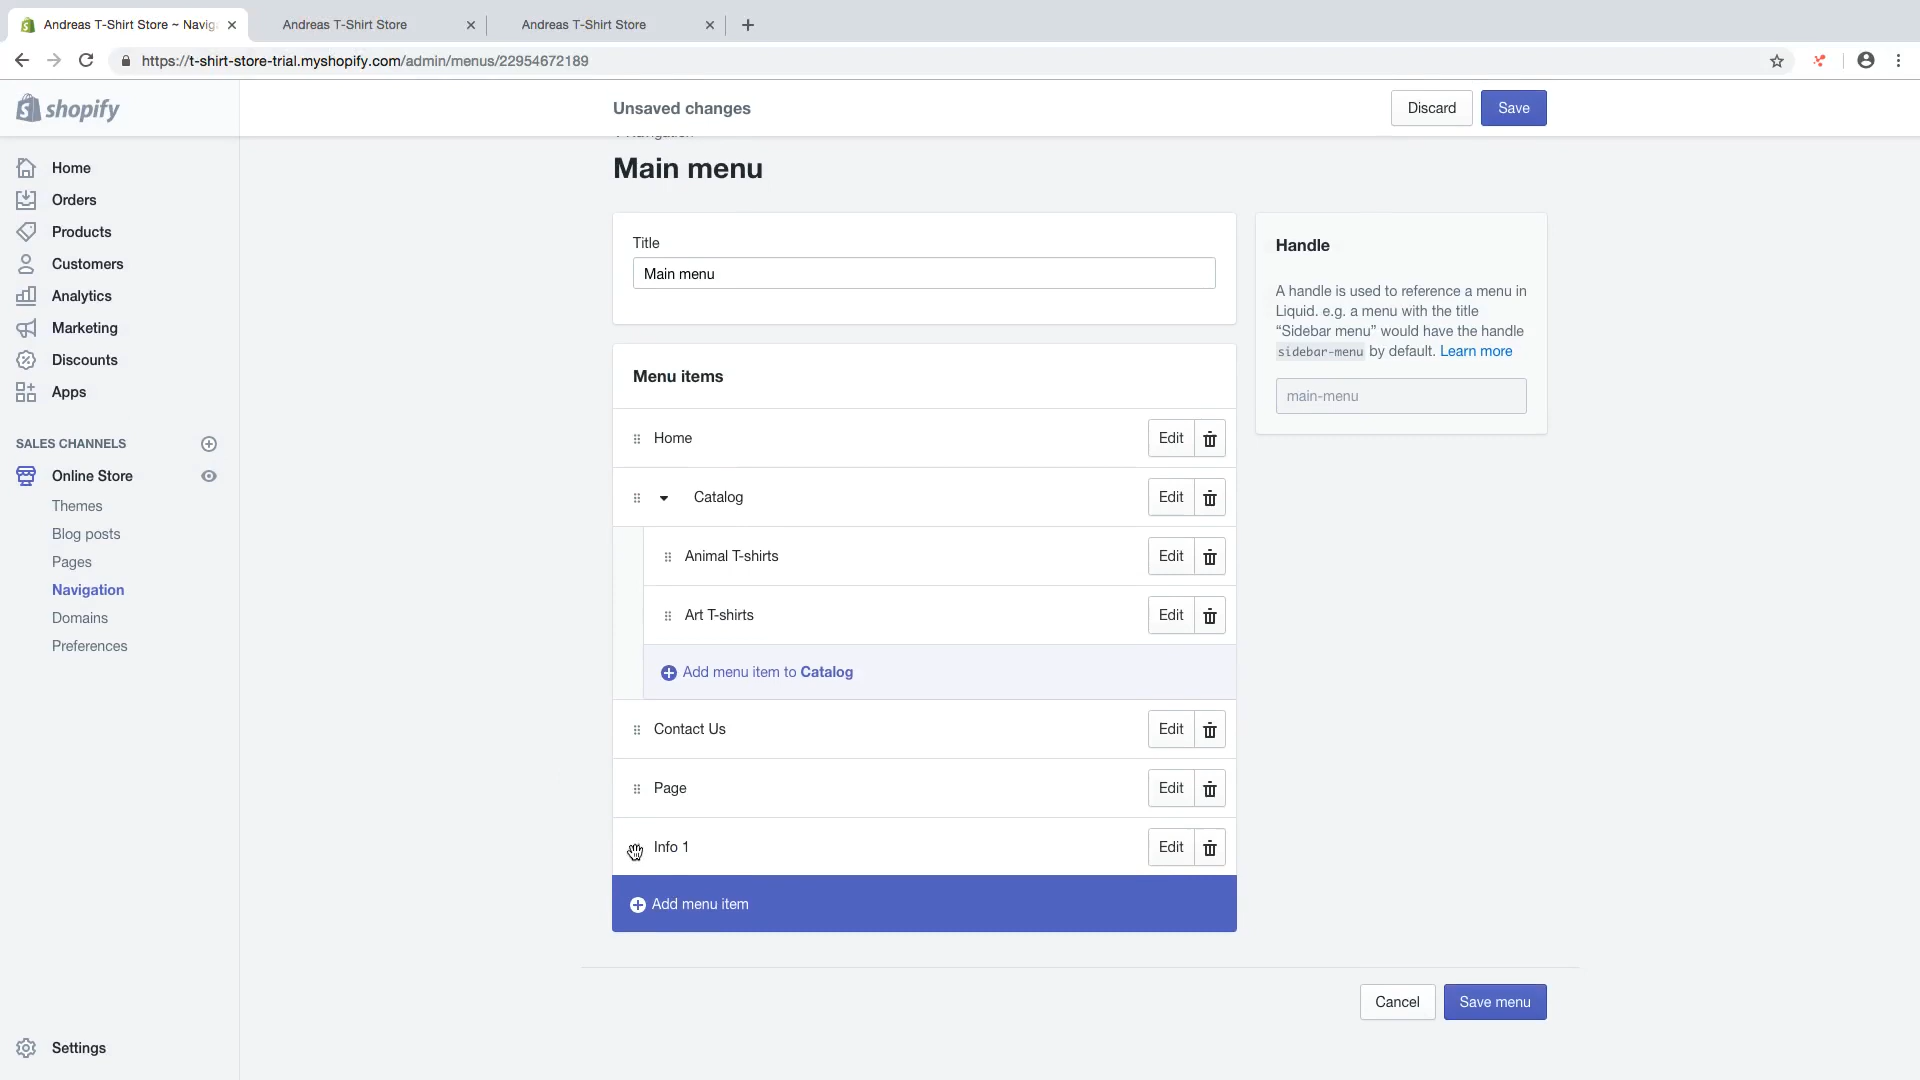 Andreas T-Shirt Store ~ Navig
Andreas T-Shirt Store
Andreas T-Shirt Store
https://t-shirt-store-trial.myshopify.com/admin/menus/22954672189
shopify
Unsaved changes
Discard
Save
Navigation
Main menu
Home
Orders
Products
Customers
Analytics
Marketing
Discounts
Apps
SALES CHANNELS
Online Store
Themes
Blog posts
Pages
Navigation
Domains
Preferences
Settings
Title
Main menu
Menu items
Home
Edit
Catalog
Edit
Animal T-shirts
Edit
Art T-shirts
Edit
Add menu item to Catalog
Contact Us
Edit
Page
Edit
Info 1
Edit
Add menu item
Handle
A handle is used to reference a menu in
Liquid. e.g. a menu with the title
“Sidebar menu” would have the handle
sidebar-menu by default. Learn more
main-menu
Cancel
Save menu